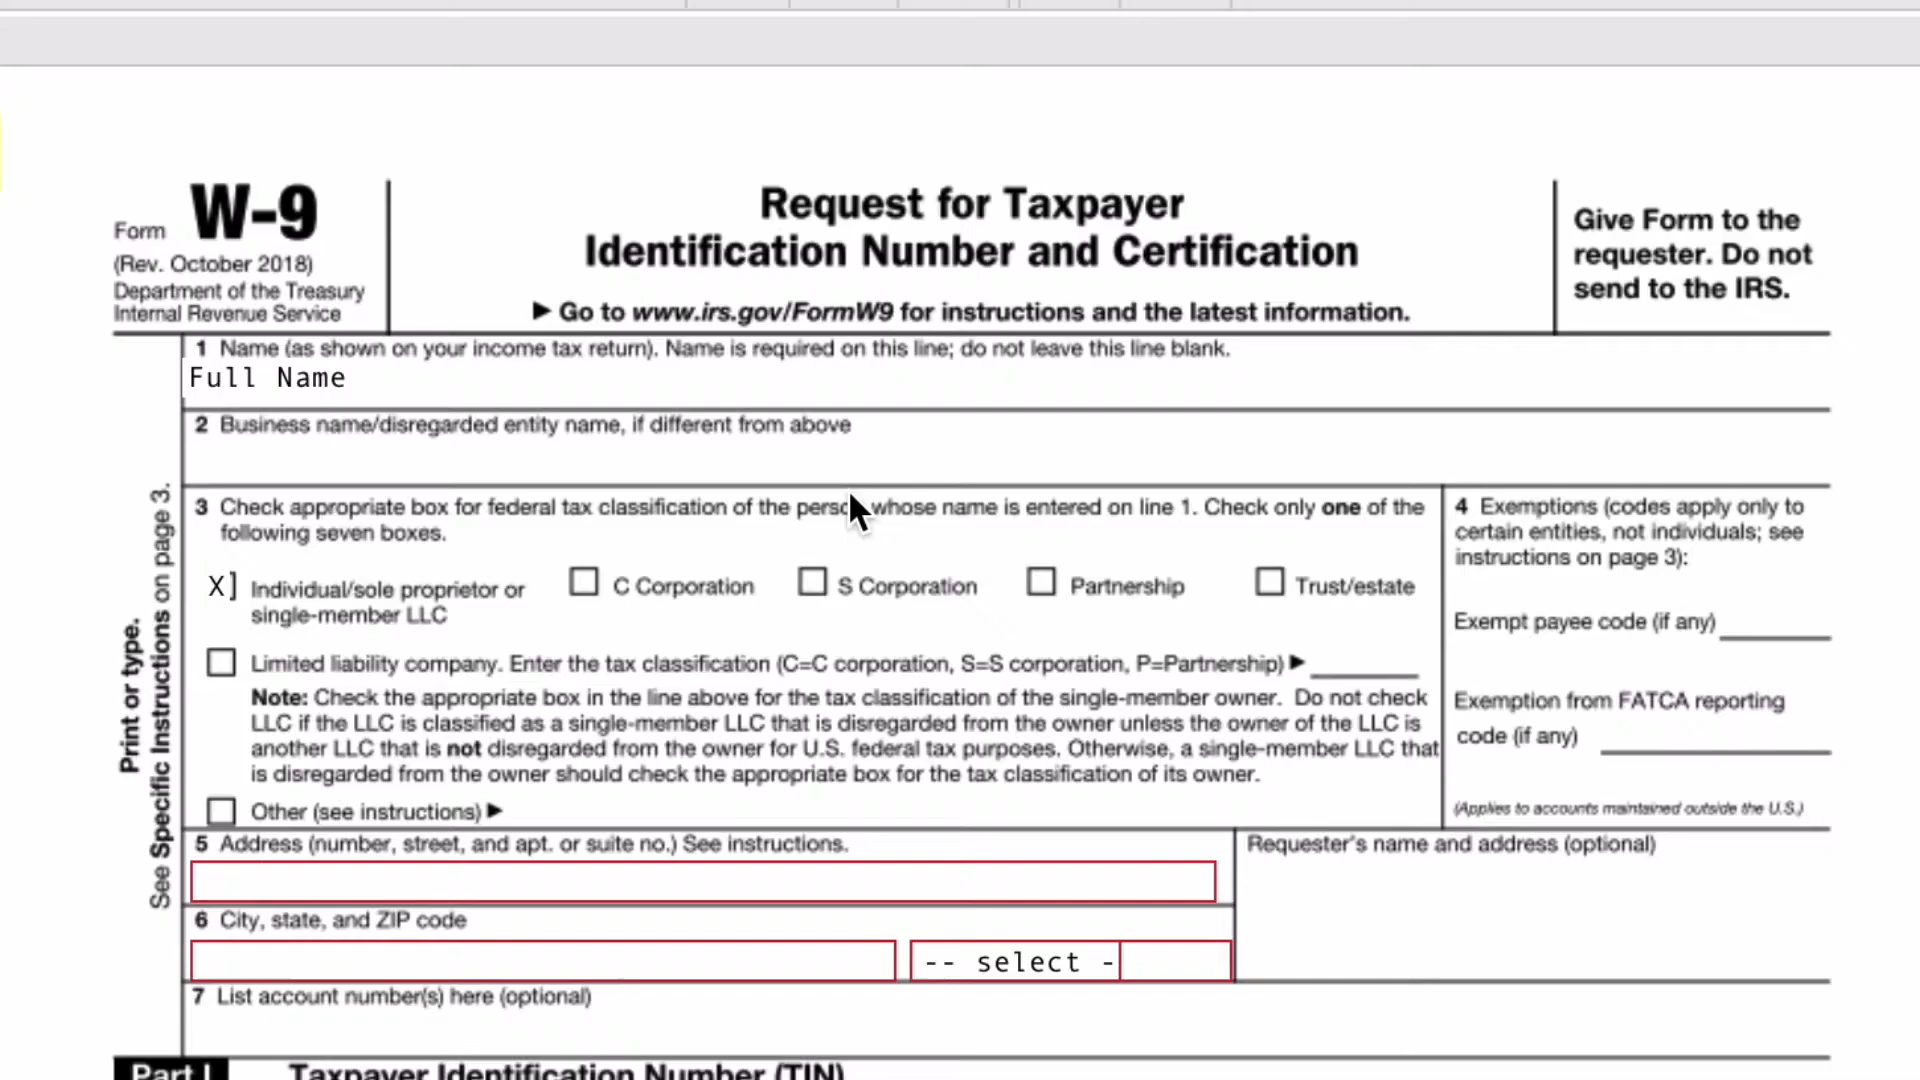 Form W-9
(Rev. October 2018)
Department of the Treasury
Internal Revenue Service
Request for Taxpayer
Identification Number and Certification
▶ Go to www.irs.gov/FormW9 for instructions and the latest information.
Give Form to the
requester. Do not
send to the IRS.
Print or type.
See Specific Instructions on page 3.
1 Name (as shown on your income tax return). Name is required on this line; do not leave this line blank.
Full Name
2 Business name/disregarded entity name, if different from above
3 Check appropriate box for federal tax classification of the person whose name is entered on line 1. Check only one of the
following seven boxes.
X] Individual/sole proprietor or
single-member LLC
C Corporation
S Corporation
Partnership
Trust/estate
Limited liability company. Enter the tax classification (C=C corporation, S=S corporation, P=Partnership) ▶
Note: Check the appropriate box in the line above for the tax classification of the single-member owner. Do not check
LLC if the LLC is classified as a single-member LLC that is disregarded from the owner unless the owner of the LLC is
another LLC that is not disregarded from the owner for U.S. federal tax purposes. Otherwise, a single-member LLC that
is disregarded from the owner should check the appropriate box for the tax classification of its owner.
Other (see instructions) ▶
4 Exemptions (codes apply only to
certain entities, not individuals; see
instructions on page 3):
Exempt payee code (if any)
Exemption from FATCA reporting
code (if any)
(Applies to accounts maintained outside the U.S.)
5 Address (number, street, and apt. or suite no.) See instructions.
Requester's name and address (optional)
6 City, state, and ZIP code
-- select -
7 List account number(s) here (optional)
Part I Taxpayer Identification Number (TIN)